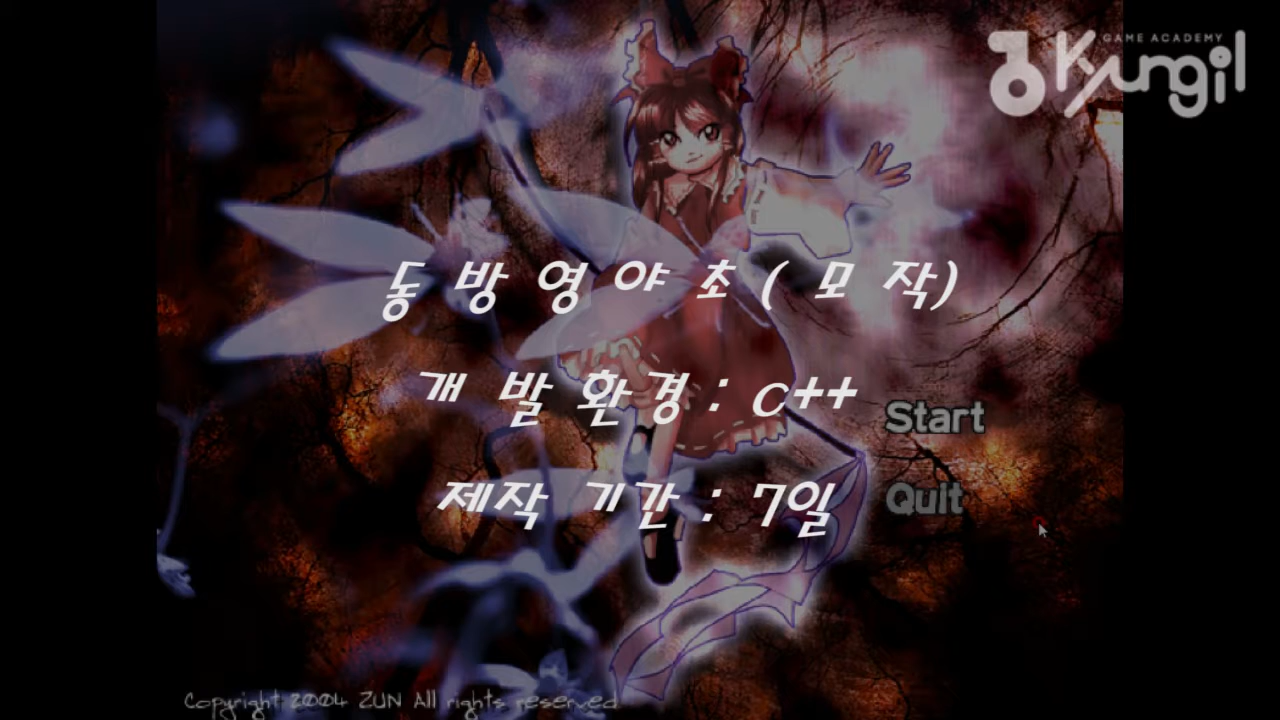 GAME ACADEMY
Kyungil
동 방 영 야 초 ( 모 작)
개 발 환 경 : C++
Start
제작 기간 : 7일
Quit
Copyright 2004 ZUN All rights reserved